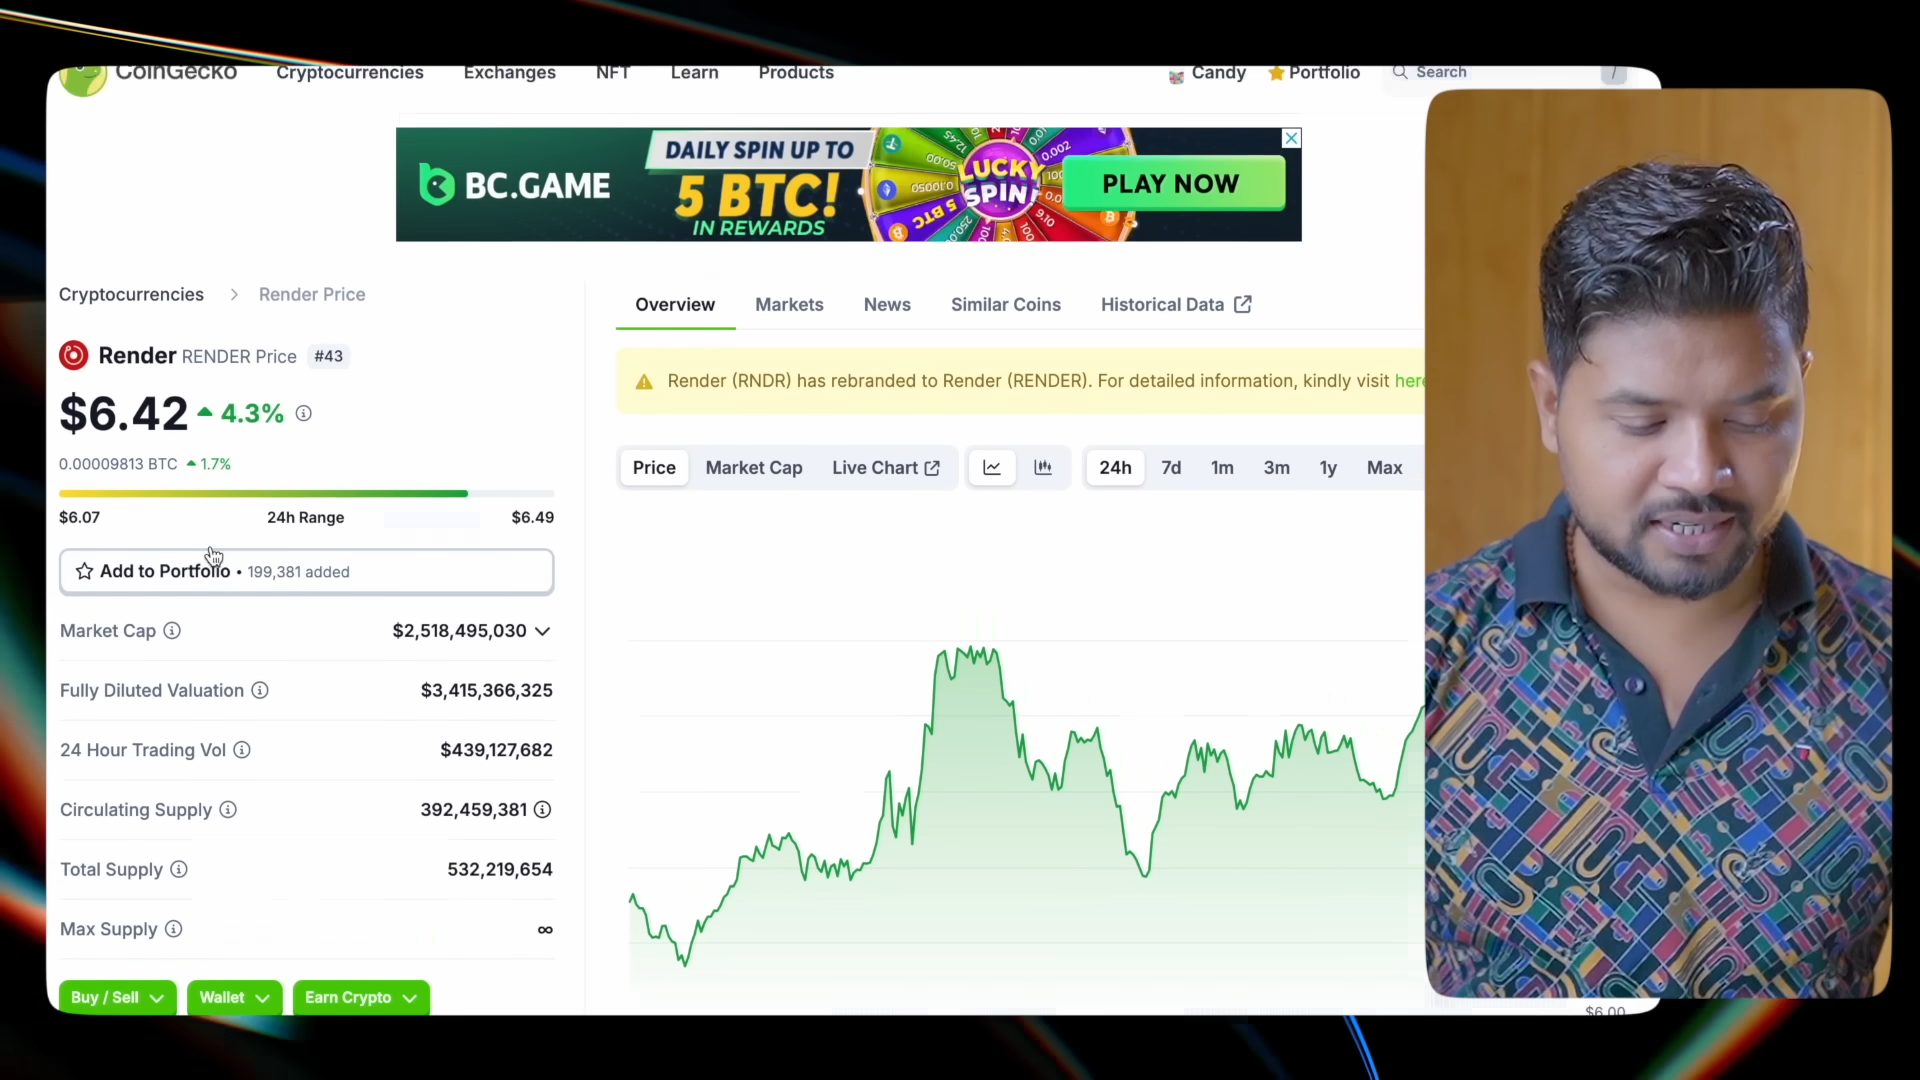 CoinGecko
Cryptocurrencies
Exchanges
NFT
Learn
Products
Candy
Portfolio
Search
/
BC.GAME
DAILY SPIN UP TO
5 BTC!
IN REWARDS
LUCKY
SPIN!
5 BTC
PLAY NOW
Cryptocurrencies > Render Price
Render RENDER Price #43
$6.42 4.3%
0.00009813 BTC 1.7%
$6.07 24h Range $6.49
Add to Portfolio • 199,381 added
Market Cap $2,518,495,030
Fully Diluted Valuation $3,415,366,325
24 Hour Trading Vol $439,127,682
Circulating Supply 392,459,381
Total Supply 532,219,654
Max Supply ∞
Buy / Sell
Wallet
Earn Crypto
Overview
Markets
News
Similar Coins
Historical Data
Render (RNDR) has rebranded to Render (RENDER). For detailed information, kindly visit here
Price
Market Cap
Live Chart
24h
7d
1m
3m
1y
Max
$6.00